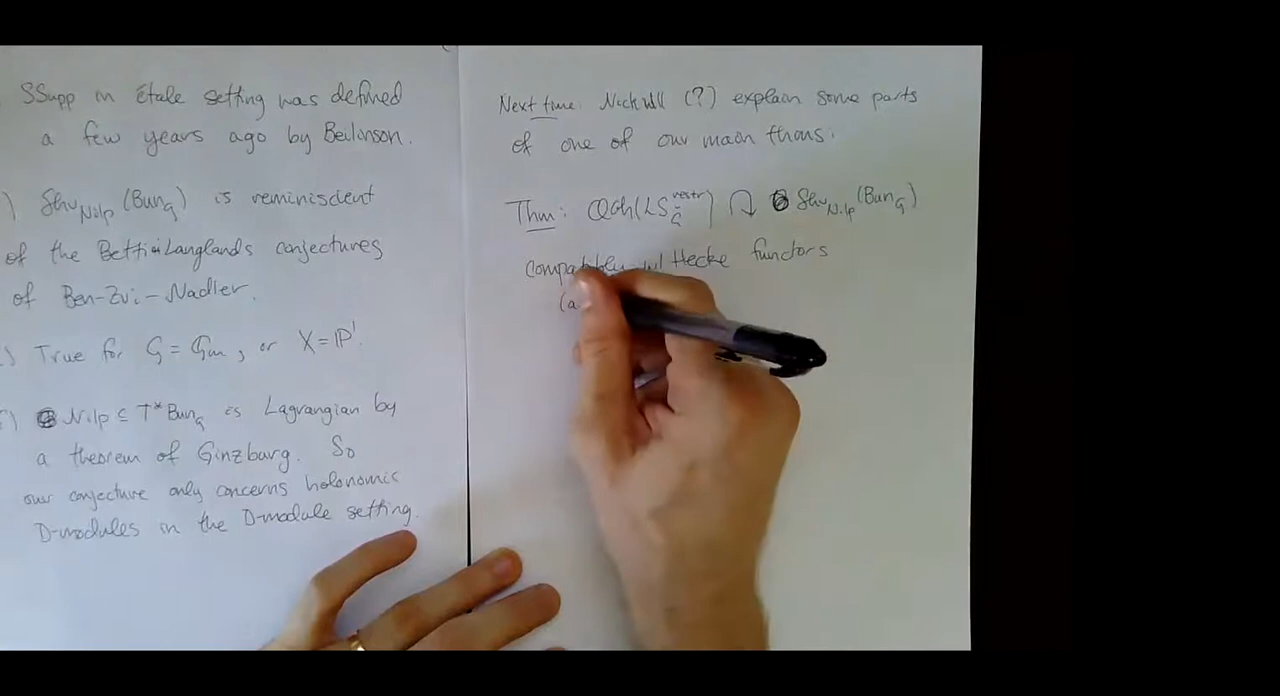 SSupp in étale setting was defined
a few years ago by Beilinson.
) Shv_Nilp (Bun_G) is reminiscent
of the Betti Langlands conjectures
of Ben-Zvi-Nadler.
) True for G = Gm, or X = P¹.
) Nilp ⊆ T*Bun_G is Lagrangian by
a theorem of Ginzburg. So
our conjecture only concerns holonomic
D-modules in the D-module setting.
Next time: Nick will (?) explain some parts
of one of our main thms:
Thm: QCoh(LS_Ğ^restr) ↷ Shv_Nilp (Bun_G)
compatibly w/ Hecke functors
(a